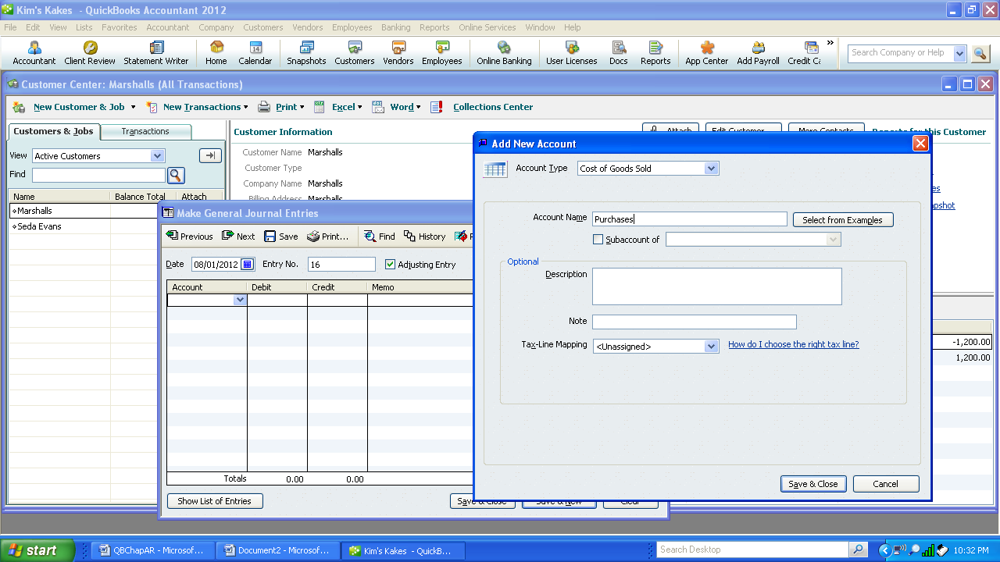 Kim's Kakes - QuickBooks Accountant 2012
File Edit View Lists Favorites Accountant Company Customers Vendors Employees Banking Reports Online Services Window Help
Accountant Client Review Statement Writer Home Calendar Snapshots Customers Vendors Employees Online Banking User Licenses Docs Reports App Center Add Payroll Credit Ca »
Search Company or Help
Customer Center: Marshalls (All Transactions)
New Customer & Job New Transactions Print Excel Word Collections Center
Customers & Jobs Transactions
View Active Customers
Find
Name Balance Total Attach
Marshalls
Seda Evans
Customer Information
Customer Name Marshalls
Customer Type
Company Name Marshalls
Billing Address Marshalls
Attach Edit Customer... More Contacts Reports for this Customer
es
pshot
-1,200.00
1,200.00
Make General Journal Entries
Previous Next Save Print... Find History
Date 08/01/2012 Entry No. 16 Adjusting Entry
Account Debit Credit Memo
Totals 0.00 0.00
Show List of Entries Save & Close Save & New Clear
Add New Account
Account Type Cost of Goods Sold
Account Name Purchases Select from Examples
Subaccount of
Optional
Description
Note
Tax-Line Mapping <Unassigned> How do I choose the right tax line?
Save & Close Cancel
start QBChapAR - Microsof... Document2 - Microsof... Kim's Kakes - QuickB... Search Desktop 10:32 PM